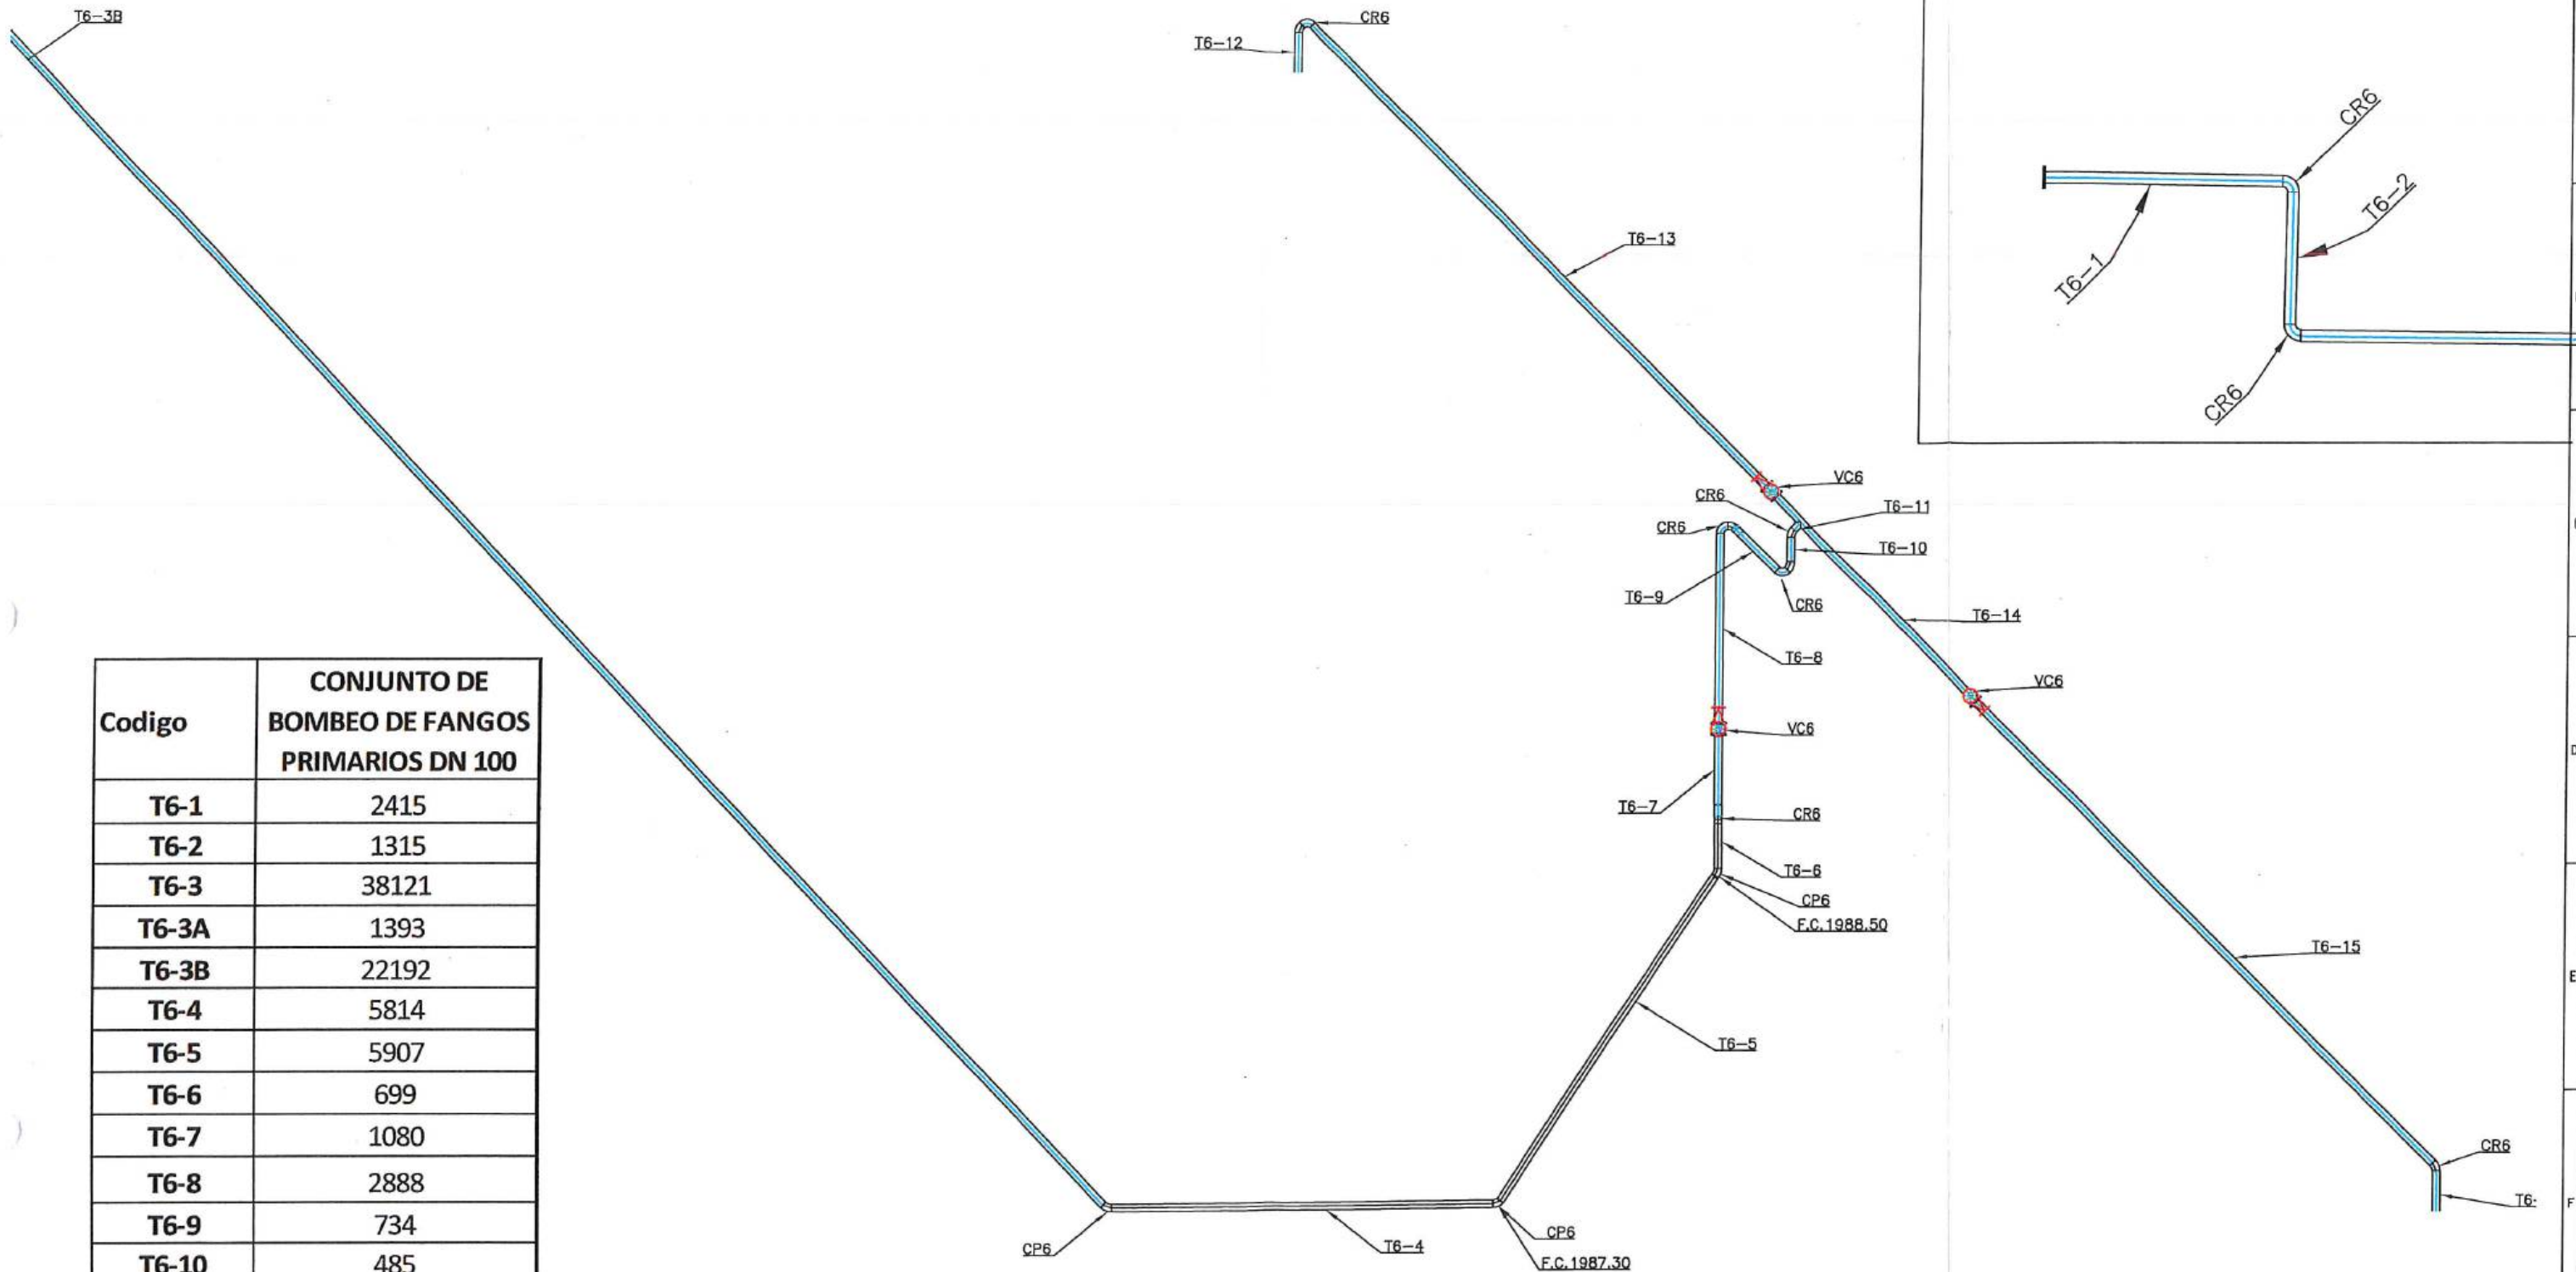 T6-3B
CR6
T6-12
T6-13
CR6
T6-1
T6-2
CR6
VC6
CR6
T6-11
CR6
T6-10
T6-9
CR6
T6-14
T6-8
VC6
VC6
T6-7
CR6
T6-6
CP6
F.C.1988.50
T6-15
T6-5
CR6
T6-
CP6
T6-4
CP6
F.C.1987.30
D
E
F
Codigo
CONJUNTO DE
BOMBEO DE FANGOS
PRIMARIOS DN 100
T6-1 2415
T6-2 1315
T6-3 38121
T6-3A 1393
T6-3B 22192
T6-4 5814
T6-5 5907
T6-6 699
T6-7 1080
T6-8 2888
T6-9 734
T6-10 485